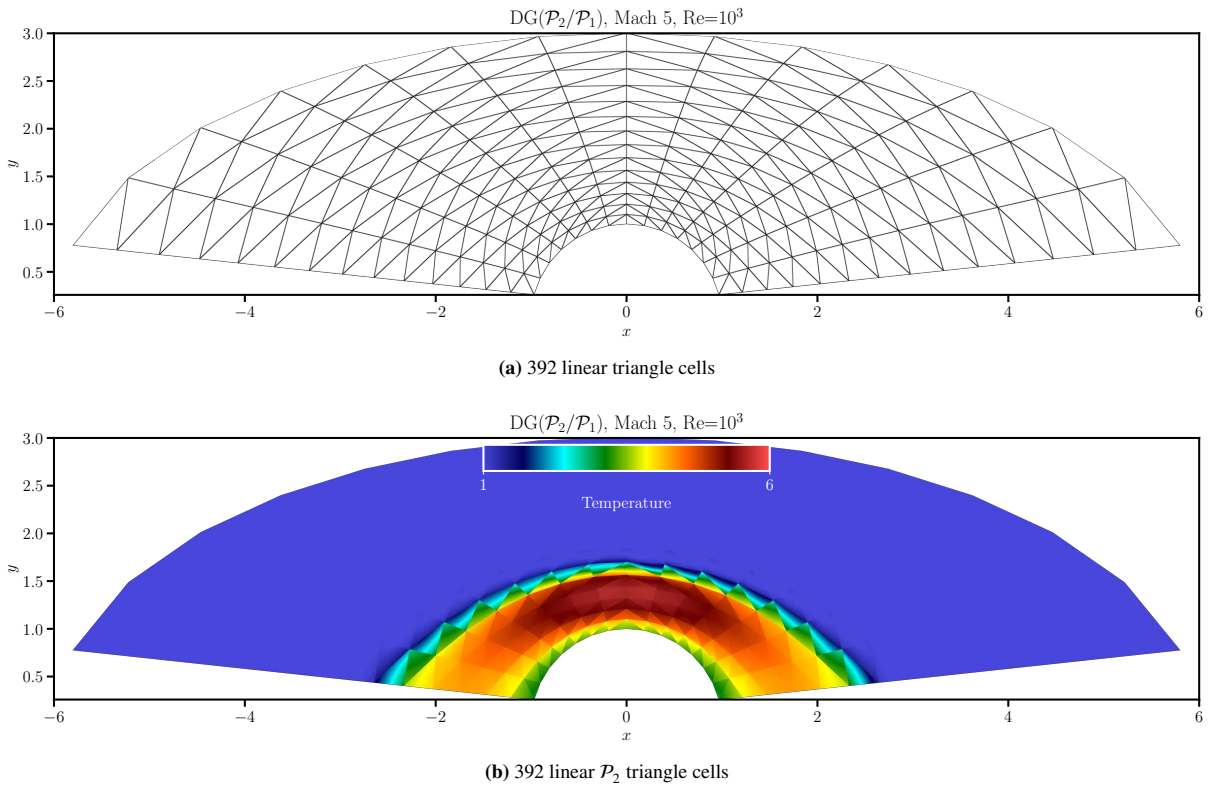 DG(𝒫₂/𝒫₁), Mach 5, Re=10³
3.0
2.5
2.0
y
1.5
1.0
0.5
−6 −4 −2 0 2 4 6
x
(a) 392 linear triangle cells
DG(𝒫₂/𝒫₁), Mach 5, Re=10³
3.0
2.5
1 6
Temperature
2.0
y
1.5
1.0
0.5
−6 −4 −2 0 2 4 6
x
(b) 392 linear 𝒫₂ triangle cells